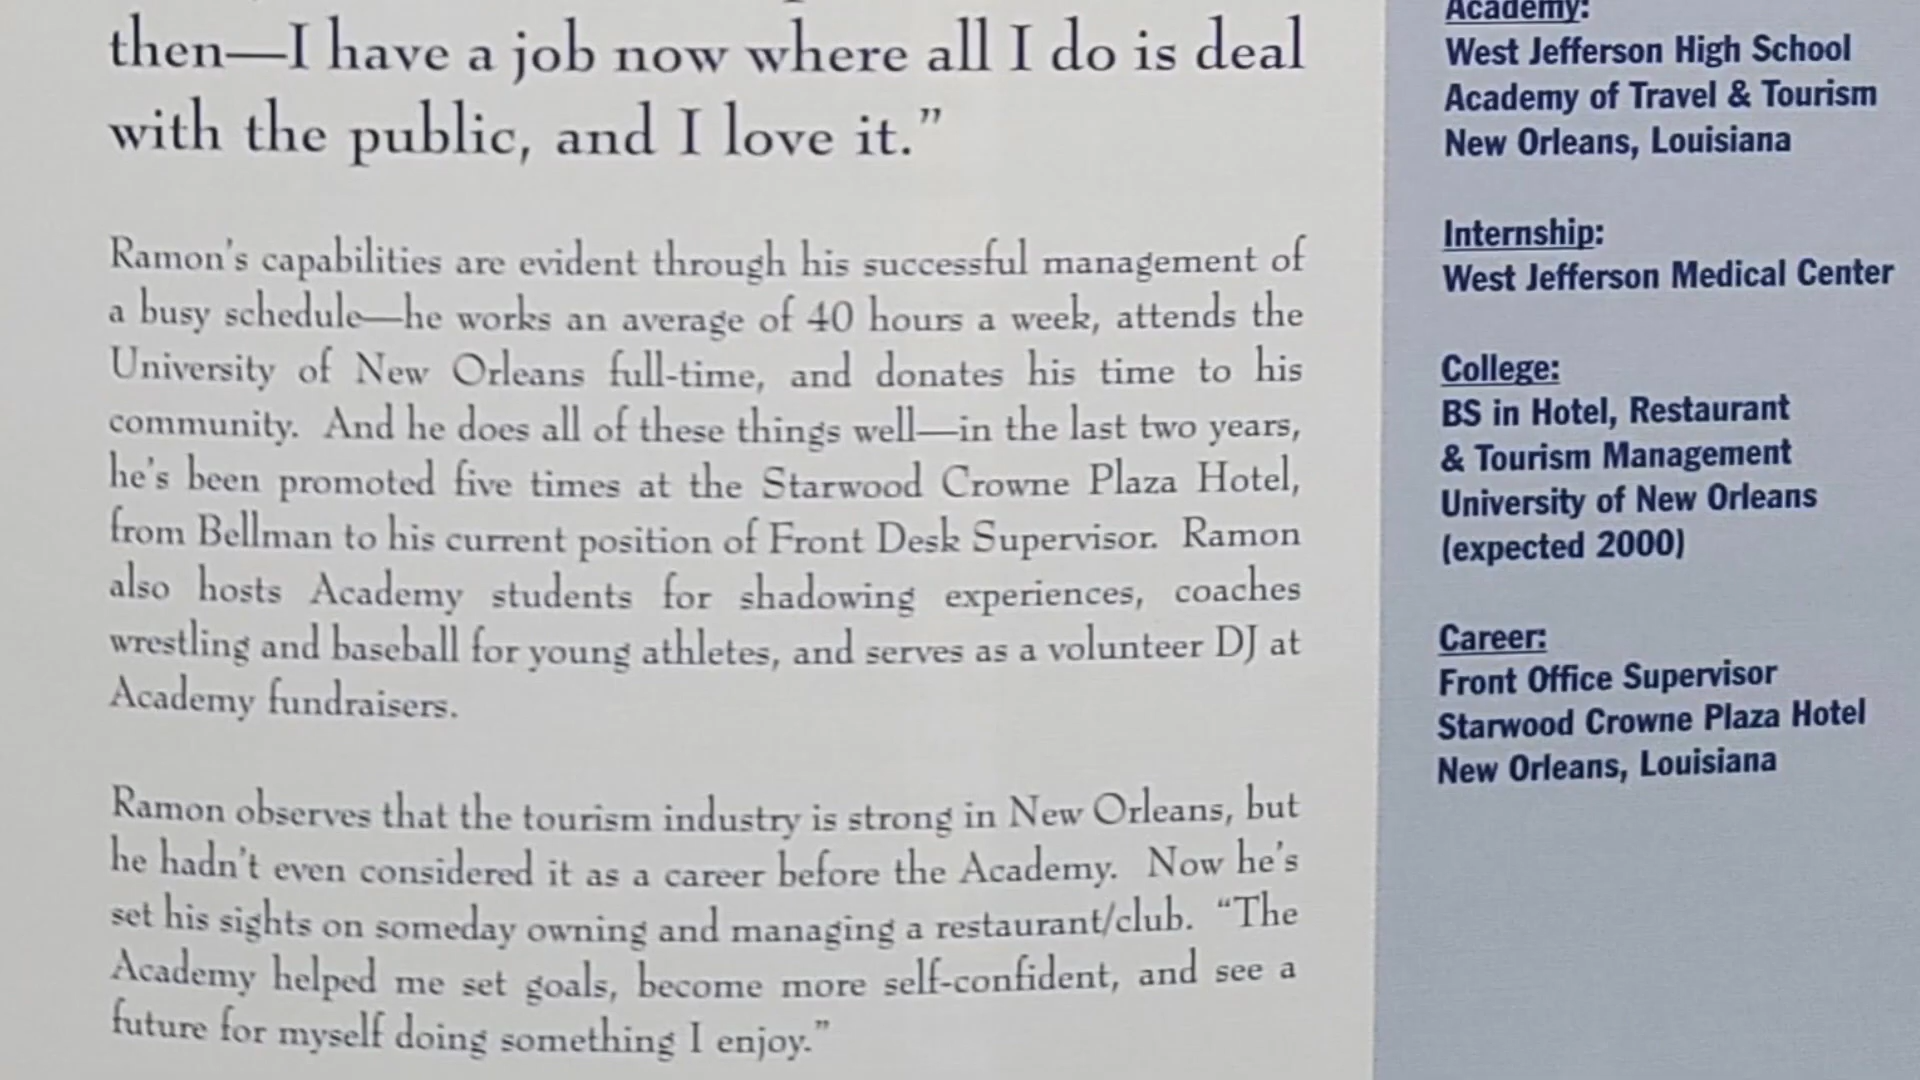 then—I have a job now where all I do is deal
with the public, and I love it.”
Ramon's capabilities are evident through his successful management of
a busy schedule—he works an average of 40 hours a week, attends the
University of New Orleans full-time, and donates his time to his
community. And he does all of these things well—in the last two years,
he's been promoted five times at the Starwood Crowne Plaza Hotel,
from Bellman to his current position of Front Desk Supervisor. Ramon
also hosts Academy students for shadowing experiences, coaches
wrestling and baseball for young athletes, and serves as a volunteer DJ at
Academy fundraisers.
Ramon observes that the tourism industry is strong in New Orleans, but
he hadn't even considered it as a career before the Academy. Now he's
set his sights on someday owning and managing a restaurant/club. “The
Academy helped me set goals, become more self-confident, and see a
future for myself doing something I enjoy.”
Academy:
West Jefferson High School
Academy of Travel & Tourism
New Orleans, Louisiana
Internship:
West Jefferson Medical Center
College:
BS in Hotel, Restaurant
& Tourism Management
University of New Orleans
(expected 2000)
Career:
Front Office Supervisor
Starwood Crowne Plaza Hotel
New Orleans, Louisiana